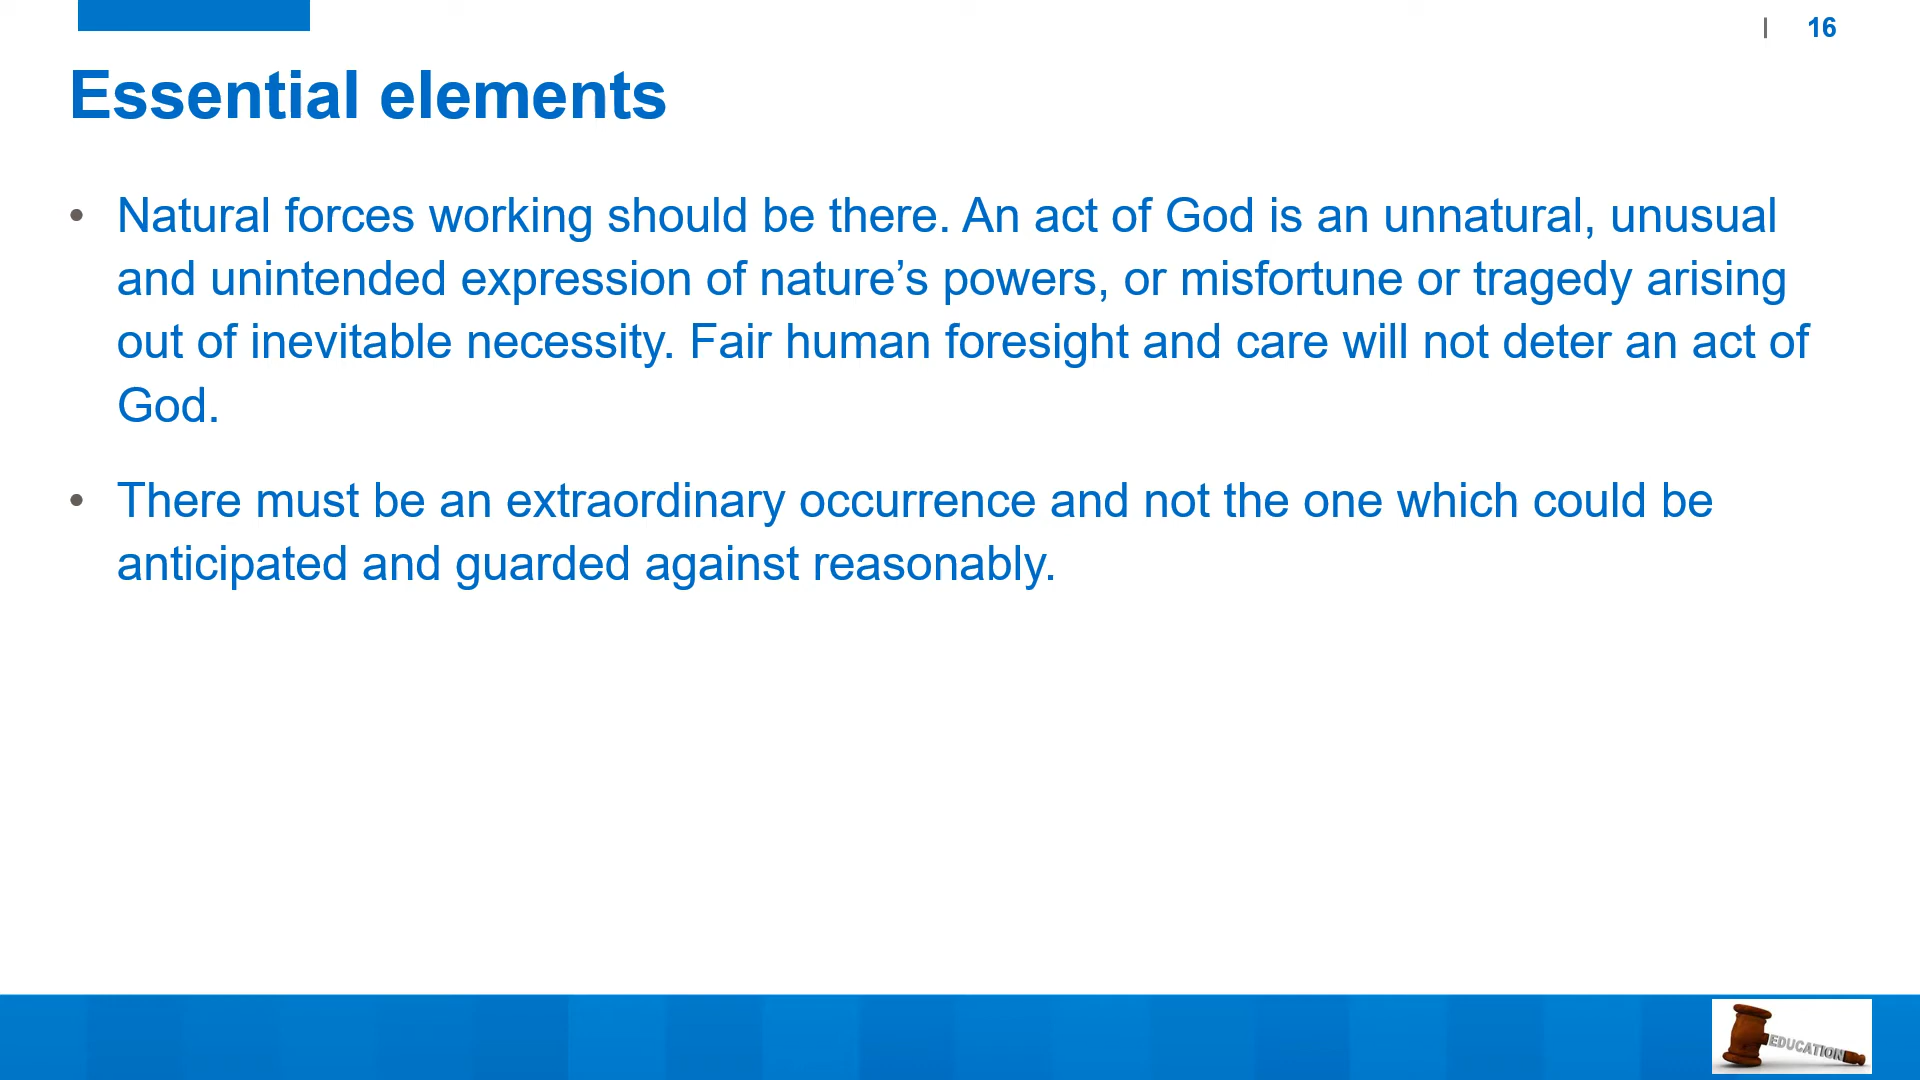 | 16
Essential elements
• Natural forces working should be there. An act of God is an unnatural, unusual
and unintended expression of nature’s powers, or misfortune or tragedy arising
out of inevitable necessity. Fair human foresight and care will not deter an act of
God.
• There must be an extraordinary occurrence and not the one which could be
anticipated and guarded against reasonably.
EDUCATION